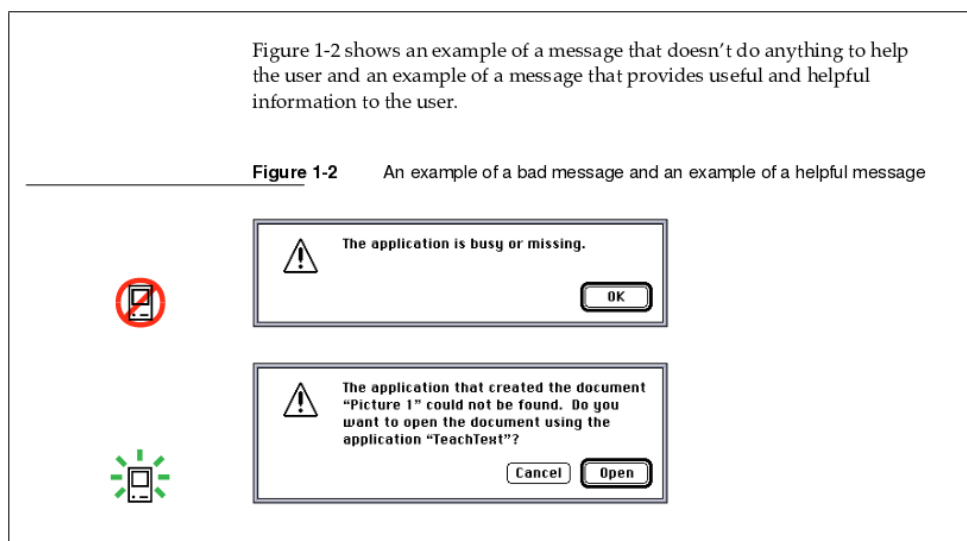 Figure 1-2 shows an example of a message that doesn't do anything to help
the user and an example of a message that provides useful and helpful
information to the user.
Figure 1-2 An example of a bad message and an example of a helpful message
The application is busy or missing.
OK
The application that created the document
“Picture 1” could not be found. Do you
want to open the document using the
application “TeachText”?
Cancel Open